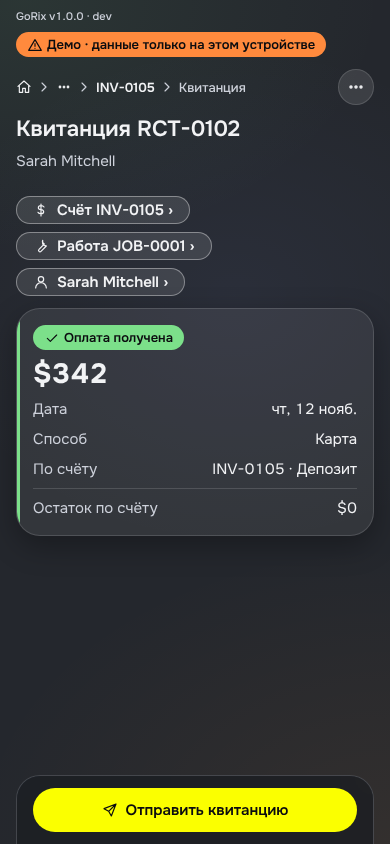 GoRix v1.0.0 · dev
Демо · данные только на этом устройстве
··· INV-0105 Квитанция
Квитанция RCT-0102
Sarah Mitchell
$ Счёт INV-0105 ›
Работа JOB-0001 ›
Sarah Mitchell ›
Оплата получена
$342
Дата чт, 12 нояб.
Способ Карта
По счёту INV-0105 · Депозит
Остаток по счёту $0
Отправить квитанцию